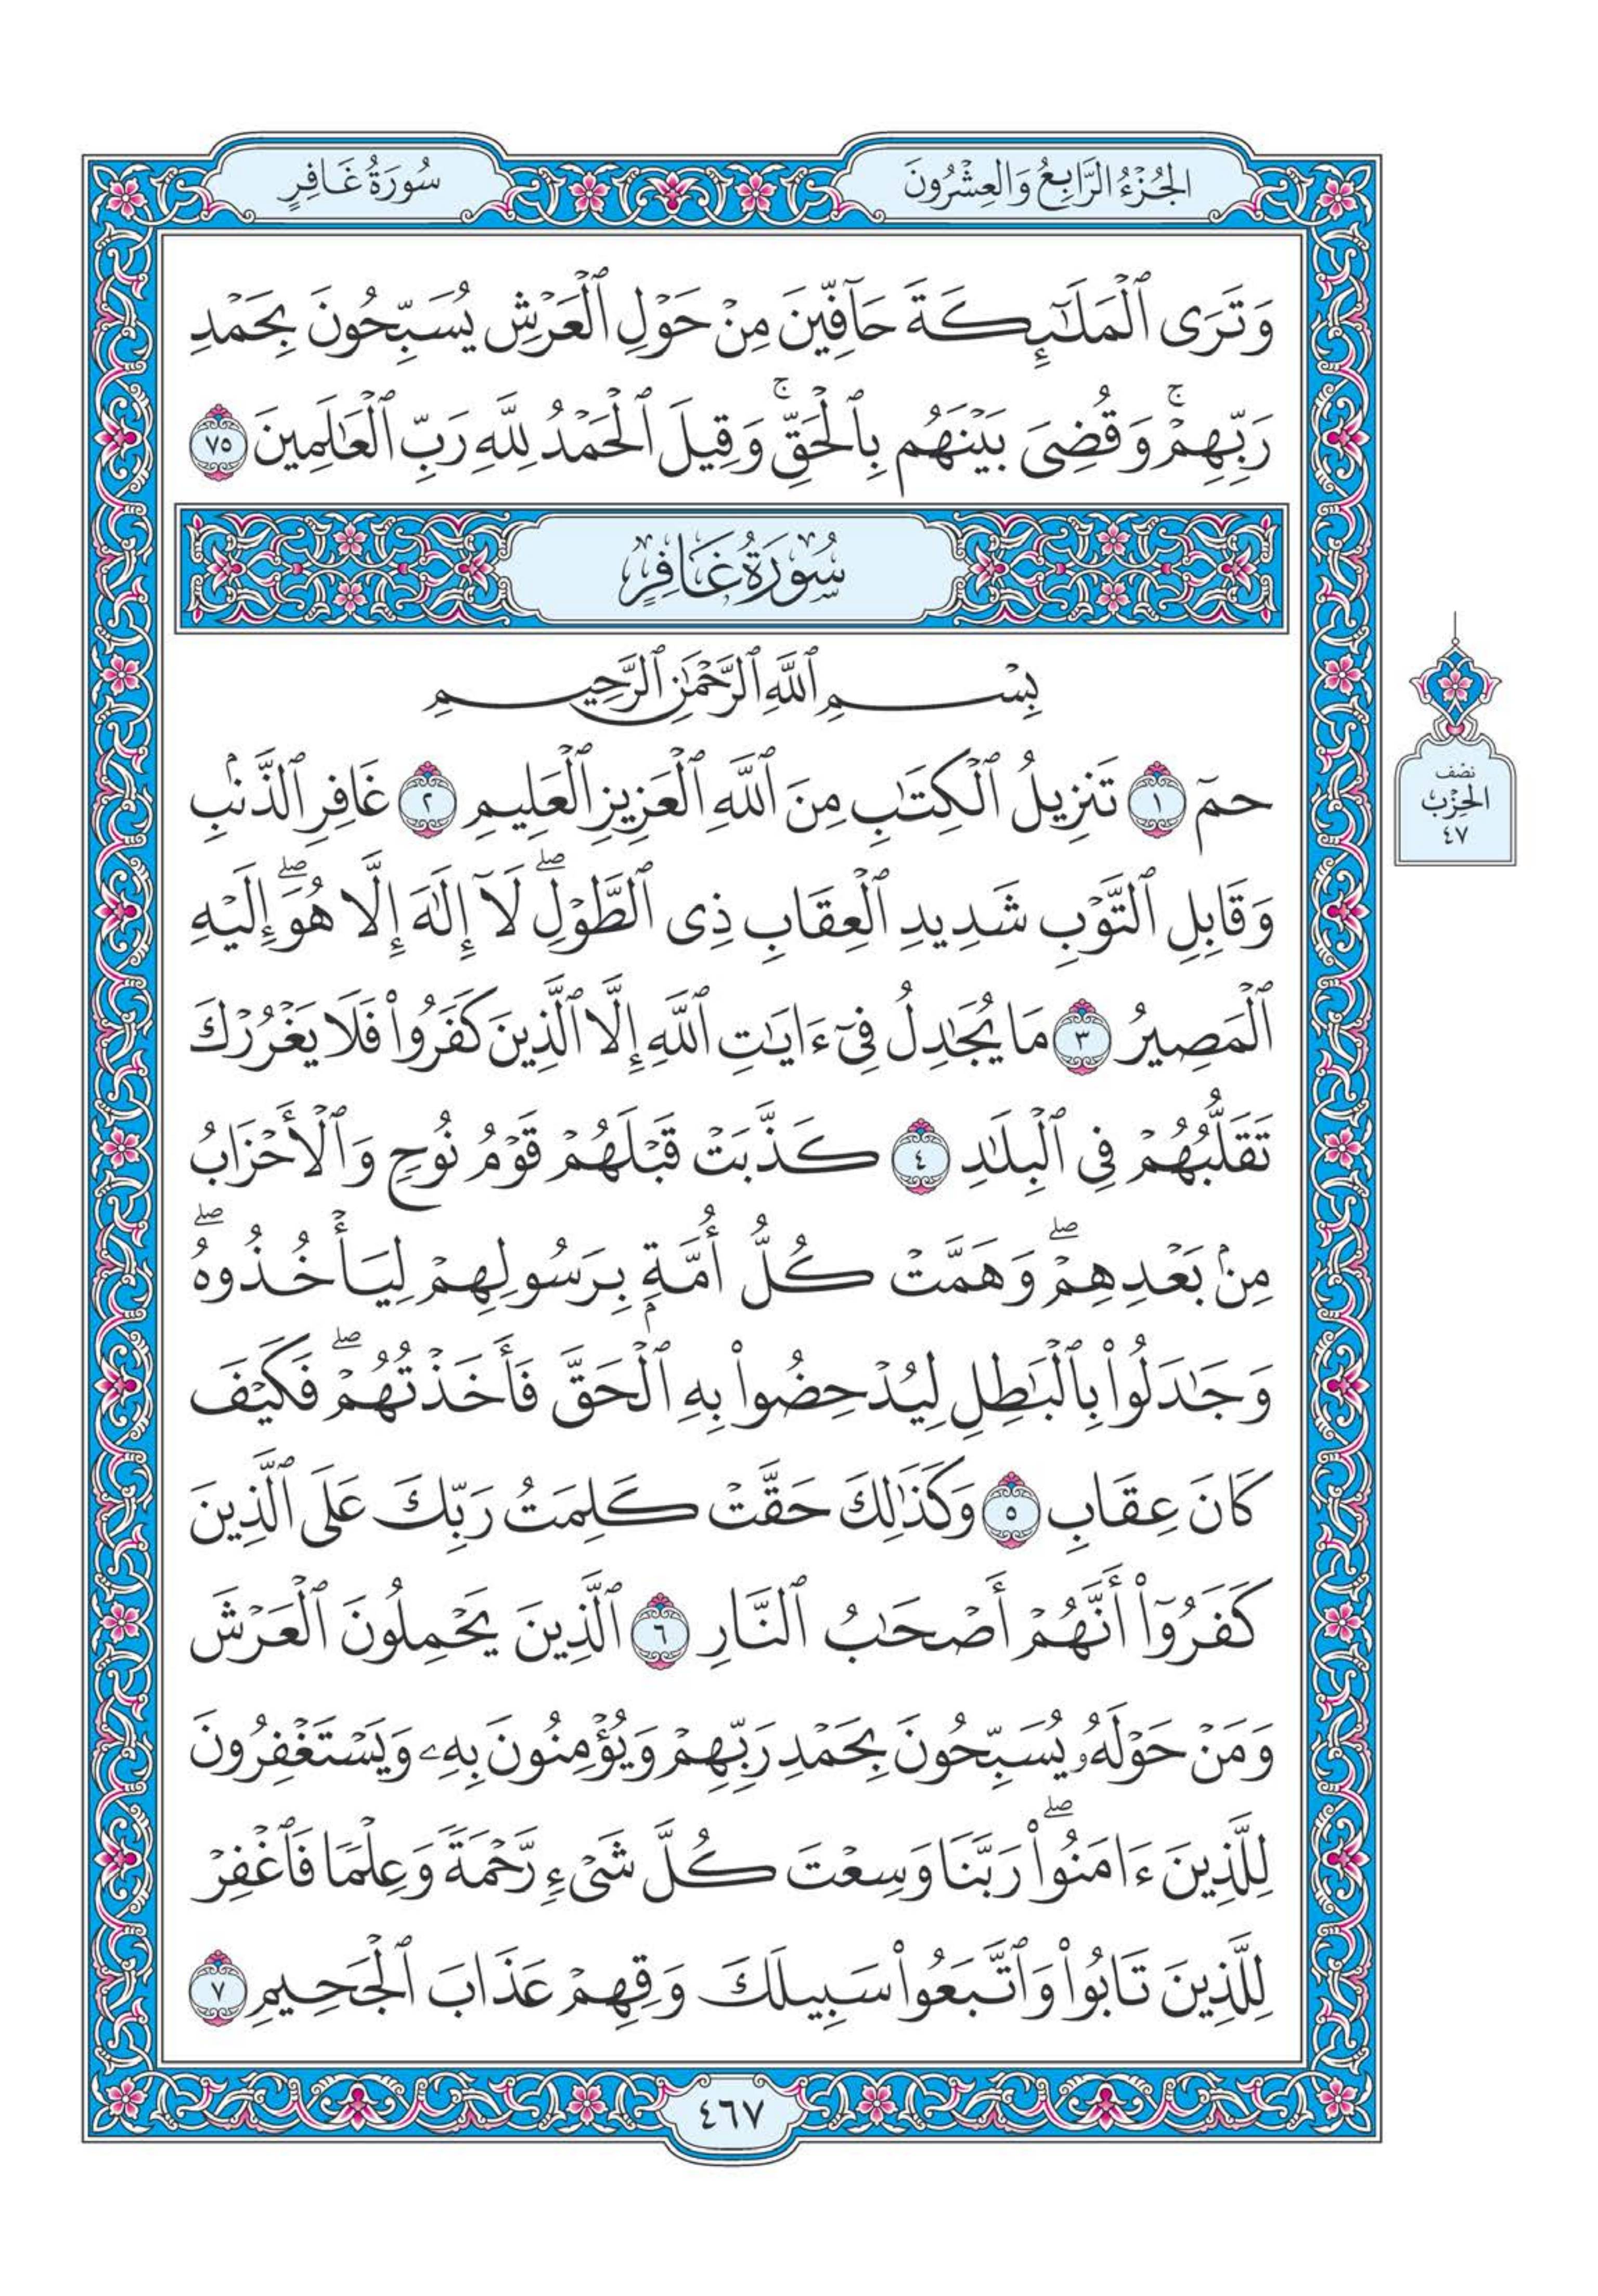 الجُزْءُ الرَّابِعُ وَالعِشْرُونَ
سُورَةُ غَافِرٍ
وَتَرَى ٱلْمَلَـٰٓئِكَةَ حَآفِّينَ مِنْ حَوْلِ ٱلْعَرْشِ يُسَبِّحُونَ بِحَمْدِ
رَبِّهِمْۚ وَقُضِىَ بَيْنَهُم بِٱلْحَقِّۚ وَقِيلَ ٱلْحَمْدُ لِلَّهِ رَبِّ ٱلْعَـٰلَمِينَ ٧٥
سُورَةُ غَافِرٍ
بِسْمِ ٱللَّهِ ٱلرَّحْمَـٰنِ ٱلرَّحِيمِ
حمٓ ١ تَنزِيلُ ٱلْكِتَـٰبِ مِنَ ٱللَّهِ ٱلْعَزِيزِ ٱلْعَلِيمِ ٢ غَافِرِ ٱلذَّنۢبِ
وَقَابِلِ ٱلتَّوْبِ شَدِيدِ ٱلْعِقَابِ ذِى ٱلطَّوْلِۖ لَآ إِلَـٰهَ إِلَّا هُوَۖ إِلَيْهِ
ٱلْمَصِيرُ ٣ مَا يُجَـٰدِلُ فِىٓ ءَايَـٰتِ ٱللَّهِ إِلَّا ٱلَّذِينَ كَفَرُوا۟ فَلَا يَغْرُرْكَ
تَقَلُّبُهُمْ فِى ٱلْبِلَـٰدِ ٤ كَذَّبَتْ قَبْلَهُمْ قَوْمُ نُوحٍ وَٱلْأَحْزَابُ
مِنۢ بَعْدِهِمْۖ وَهَمَّتْ كُلُّ أُمَّةٍۭ بِرَسُولِهِمْ لِيَأْخُذُوهُۖ
وَجَـٰدَلُوا۟ بِٱلْبَـٰطِلِ لِيُدْحِضُوا۟ بِهِ ٱلْحَقَّ فَأَخَذْتُهُمْۖ فَكَيْفَ
كَانَ عِقَابِ ٥ وَكَذَٰلِكَ حَقَّتْ كَلِمَتُ رَبِّكَ عَلَى ٱلَّذِينَ
كَفَرُوٓا۟ أَنَّهُمْ أَصْحَـٰبُ ٱلنَّارِ ٦ ٱلَّذِينَ يَحْمِلُونَ ٱلْعَرْشَ
وَمَنْ حَوْلَهُۥ يُسَبِّحُونَ بِحَمْدِ رَبِّهِمْ وَيُؤْمِنُونَ بِهِۦ وَيَسْتَغْفِرُونَ
لِلَّذِينَ ءَامَنُوا۟ۖ رَبَّنَا وَسِعْتَ كُلَّ شَىْءٍ رَّحْمَةً وَعِلْمًا فَٱغْفِرْ
لِلَّذِينَ تَابُوا۟ وَٱتَّبَعُوا۟ سَبِيلَكَ وَقِهِمْ عَذَابَ ٱلْجَحِيمِ ٧
نصْف
الحِزْب
٤٧
٤٦٧